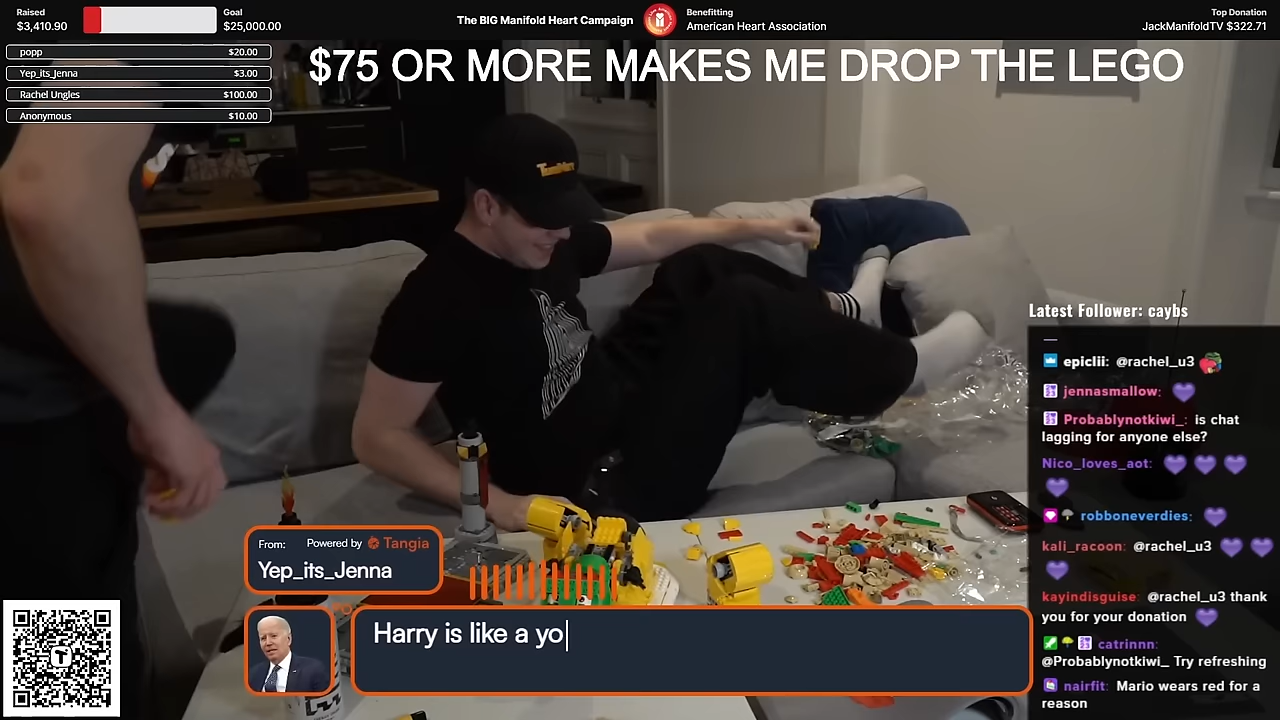 Raised
$3,410.90
Goal
$25,000.00
The BIG Manifold Heart Campaign
Benefitting
American Heart Association
Top Donation
JackManifoldTV $322.71
popp $20.00
Yep_its_Jenna $3.00
Rachel Ungles $100.00
Anonymous $10.00
$75 OR MORE MAKES ME DROP THE LEGO
Latest Follower: caybs
epiclii: @rachel_u3
jennasmallow:
Probablynotkiwi_: is chat
lagging for anyone else?
Nico_loves_aot:
robboneverdies:
kali_racoon: @rachel_u3
kayindisguise: @rachel_u3 thank
you for your donation
catrinnn:
@Probablynotkiwi_ Try refreshing
nairfit: Mario wears red for a
reason
From: Powered by Tangia
Yep_its_Jenna
Harry is like a yo